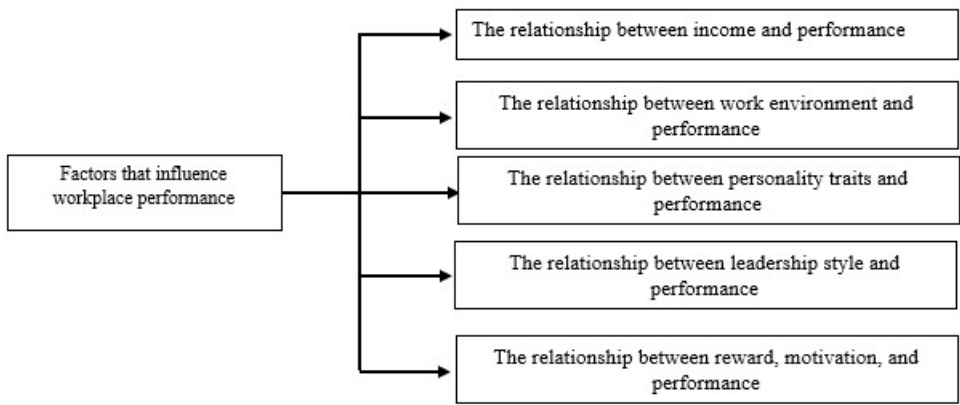 Factors that influence
workplace performance
The relationship between income and performance
The relationship between work environment and
performance
The relationship between personality traits and
performance
The relationship between leadership style and
performance
The relationship between reward, motivation, and
performance